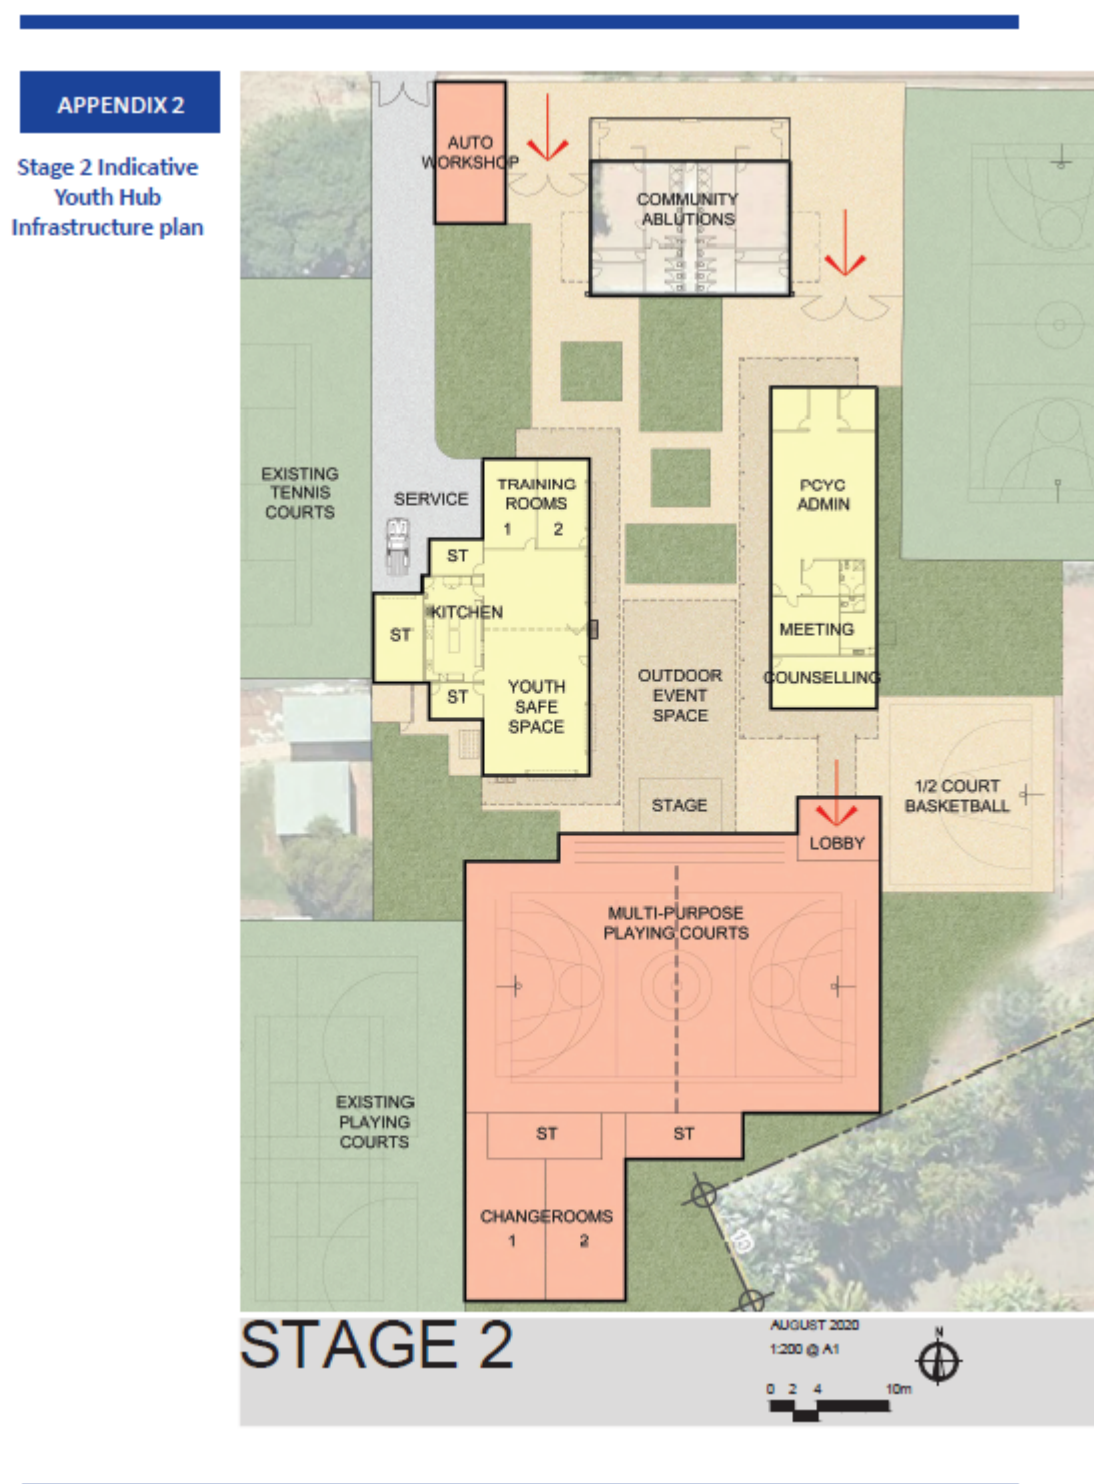 APPENDIX 2
Stage 2 Indicative
Youth Hub
Infrastructure plan
AUTO
WORKSHOP
COMMUNITY
ABLUTIONS
EXISTING
TENNIS
COURTS
SERVICE
TRAINING
ROOMS
1 2
PCYC
ADMIN
ST
KITCHEN
ST
ST
YOUTH
SAFE
SPACE
MEETING
COUNSELLING
OUTDOOR
EVENT
SPACE
STAGE
1/2 COURT
BASKETBALL
LOBBY
MULTI-PURPOSE
PLAYING COURTS
EXISTING
PLAYING
COURTS
ST ST
CHANGEROOMS
1 2
15
STAGE 2
AUGUST 2020
1:200 @ A1
N
0 2 4 10m